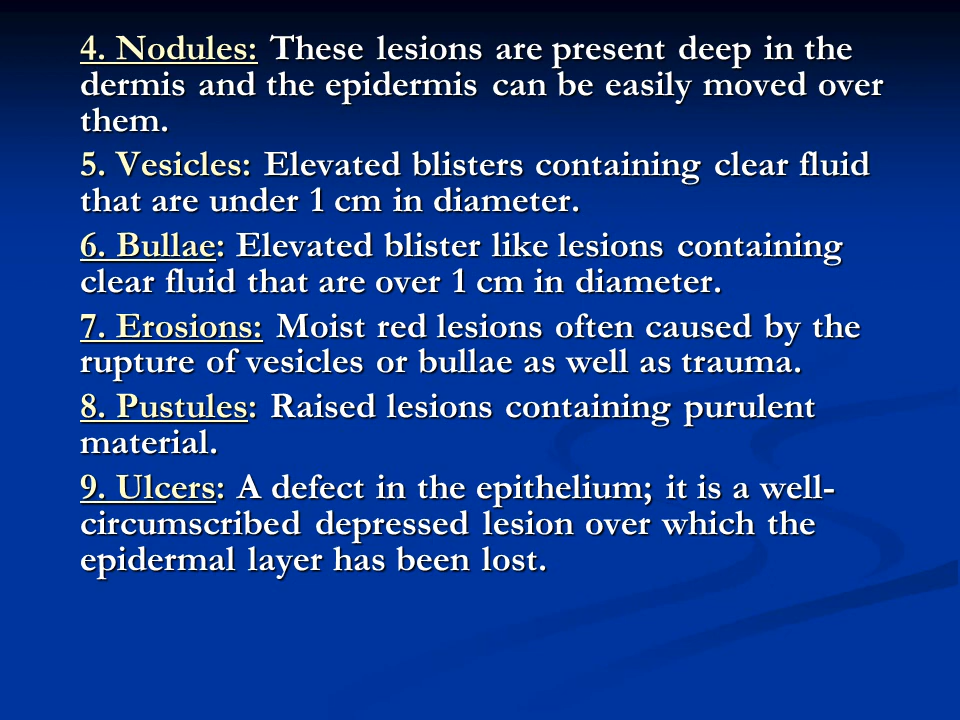 4. Nodules: These lesions are present deep in the
dermis and the epidermis can be easily moved over
them.
5. Vesicles: Elevated blisters containing clear fluid
that are under 1 cm in diameter.
6. Bullae: Elevated blister like lesions containing
clear fluid that are over 1 cm in diameter.
7. Erosions: Moist red lesions often caused by the
rupture of vesicles or bullae as well as trauma.
8. Pustules: Raised lesions containing purulent
material.
9. Ulcers: A defect in the epithelium; it is a well-
circumscribed depressed lesion over which the
epidermal layer has been lost.